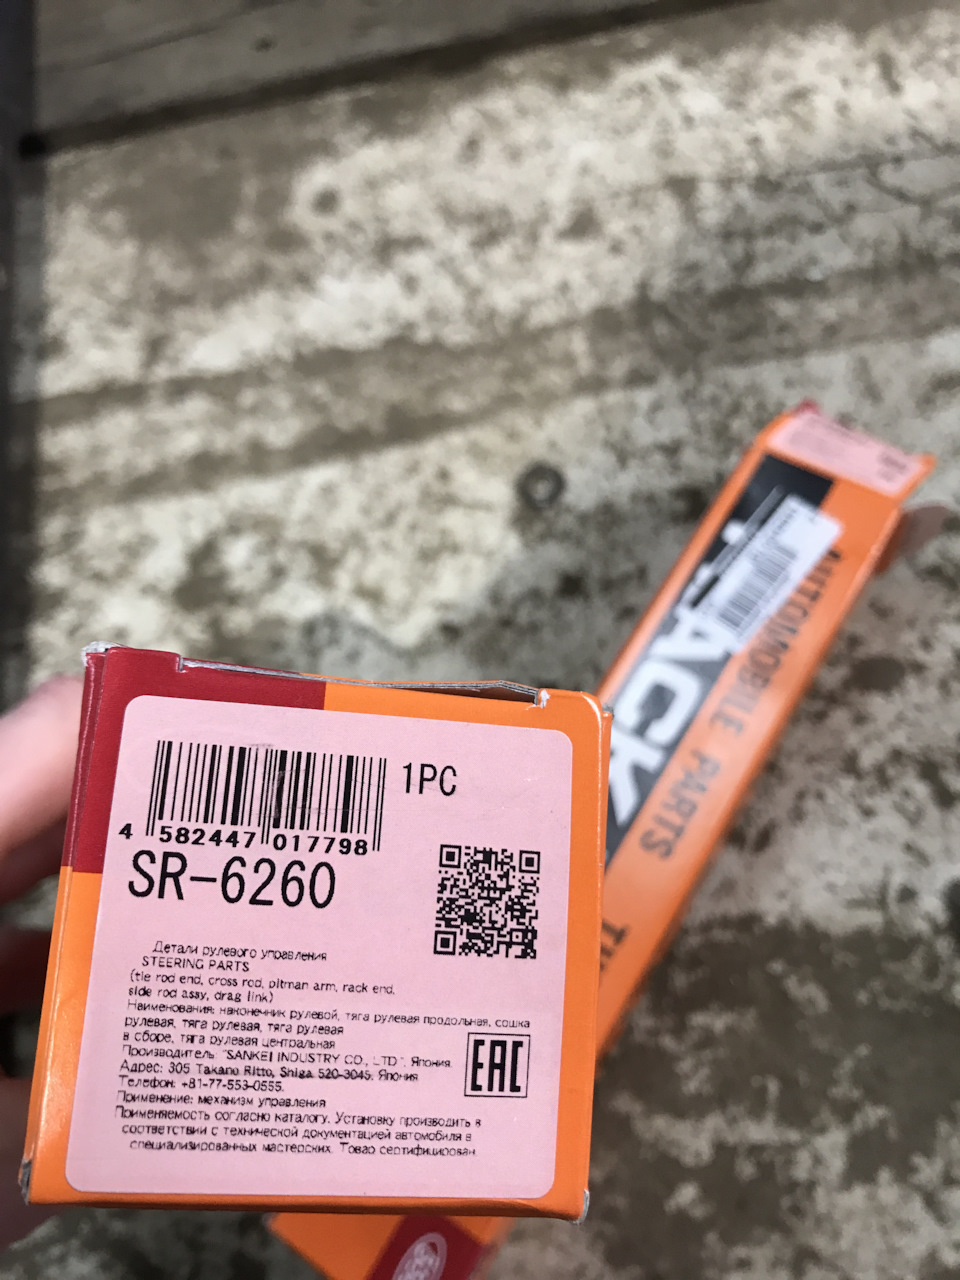 1PC
4 582447 017798
SR-6260
Детали рулевого управления
STEERING PARTS
(tie rod end, cross rod, pitman arm, rack end,
side rod assy, drag link)
Наименования: наконечник рулевой, тяга рулевая продольная, сошка
рулевая, тяга рулевая, тяга рулевая
в сборе, тяга рулевая центральная
Производитель: "SANKEI INDUSTRY CO., LTD.", Япония.
Адрес: 305 Takano Ritto, Shiga 520-3045. Япония
Телефон: +81-77-553-0555.
Применение: механизм управления
Применяемость согласно каталогу. Установку производить в
соответствии с технической документацией автомобиля в
специализированных мастерских. Товар сертифицирован.
EAC
ACK
AUTOMOBILE PARTS